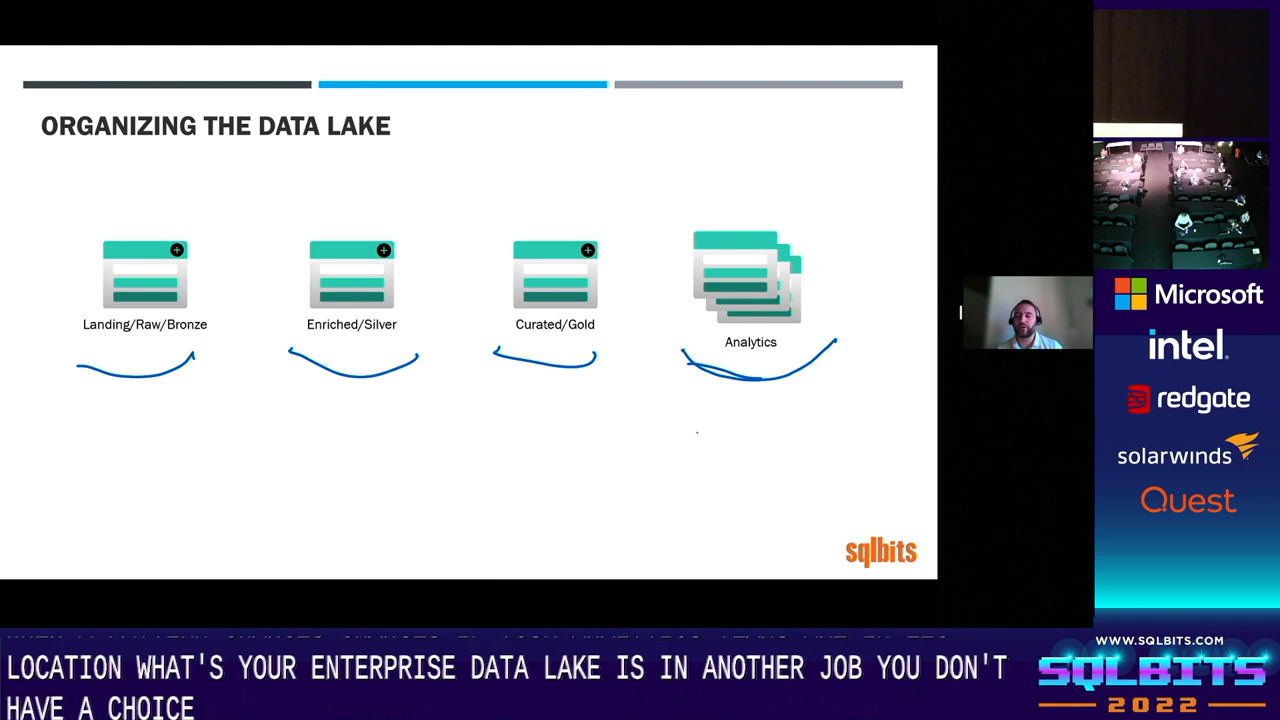 ORGANIZING THE DATA LAKE
Landing/Raw/Bronze
Enriched/Silver
Curated/Gold
Analytics
sqlbits
Microsoft
intel.
redgate
solarwinds
Quest
WWW.SQLBITS.COM
SQLBITS
2022
LOCATION WHAT'S YOUR ENTERPRISE DATA LAKE IS IN ANOTHER JOB YOU DON'T
HAVE A CHOICE